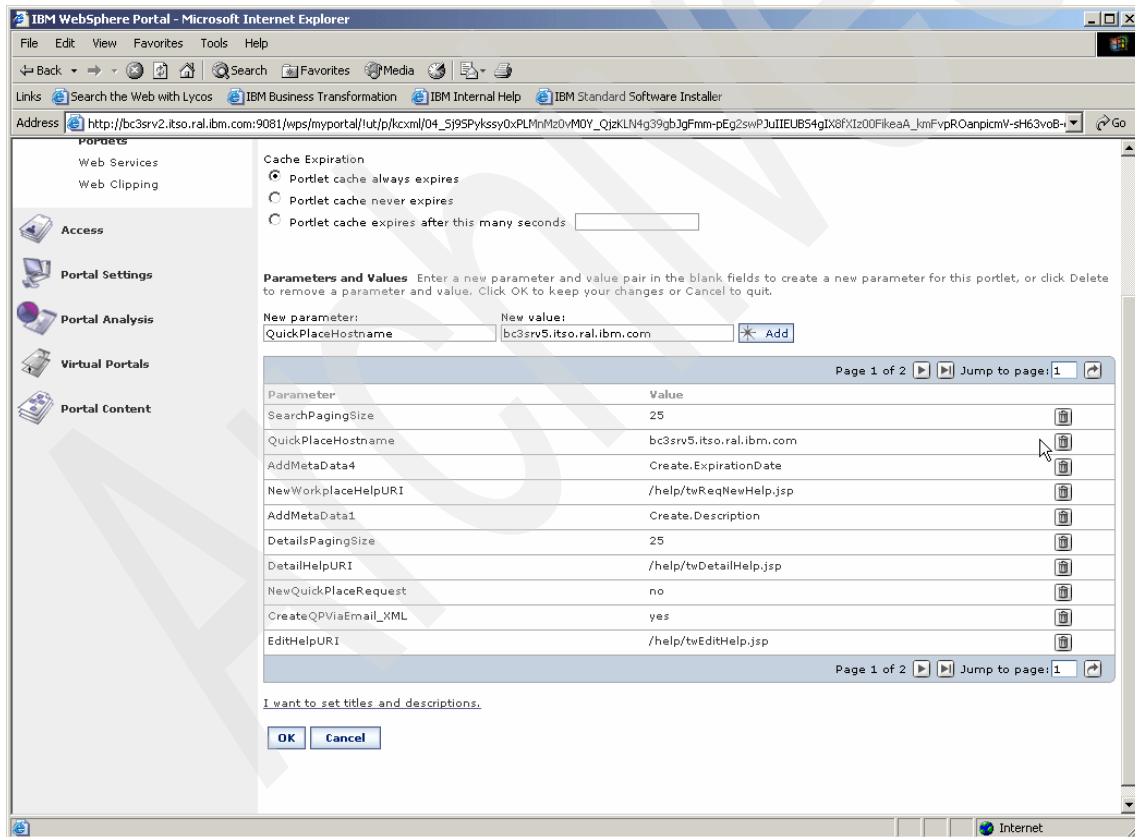 IBM WebSphere Portal - Microsoft Internet Explorer
File Edit View Favorites Tools Help
Back Search Favorites Media
Links Search the Web with Lycos IBM Business Transformation IBM Internal Help IBM Standard Software Installer
Address Go
Portlets
Web Services
Web Clipping
Access
Portal Settings
Portal Analysis
Virtual Portals
Portal Content
Cache Expiration
Portlet cache always expires
Portlet cache never expires
Portlet cache expires after this many seconds
Parameters and Values Enter a new parameter and value pair in the blank fields to create a new parameter for this portlet, or click Delete
to remove a parameter and value. Click OK to keep your changes or Cancel to quit.
New parameter: New value:
QuickPlaceHostname bc3srv5.itso.ral.ibm.com Add
Page 1 of 2 Jump to page: 1
Parameter Value
SearchPagingSize 25
QuickPlaceHostname bc3srv5.itso.ral.ibm.com
AddMetaData4 Create.ExpirationDate
NewWorkplaceHelpURI /help/twReqNewHelp.jsp
AddMetaData1 Create.Description
DetailsPagingSize 25
DetailHelpURI /help/twDetailHelp.jsp
NewQuickPlaceRequest no
CreateQPViaEmail_XML yes
EditHelpURI /help/twEditHelp.jsp
Page 1 of 2 Jump to page: 1
I want to set titles and descriptions.
OK Cancel
Internet